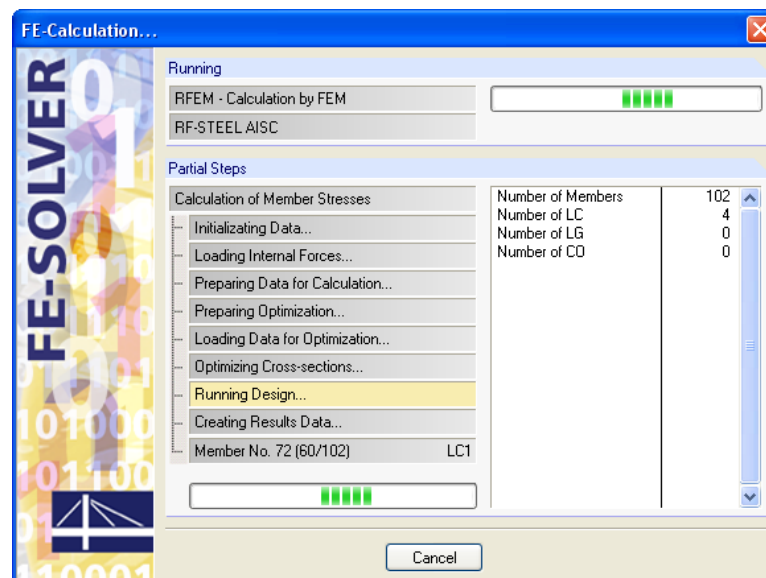 FE-Calculation...
FE-SOLVER
Running
RFEM - Calculation by FEM
RF-STEEL AISC
Partial Steps
Calculation of Member Stresses
Initializating Data...
Loading Internal Forces...
Preparing Data for Calculation...
Preparing Optimization...
Loading Data for Optimization...
Optimizing Cross-sections...
Running Design...
Creating Results Data...
Member No. 72 (60/102) LC1
Number of Members 102
Number of LC 4
Number of LG 0
Number of CO 0
Cancel